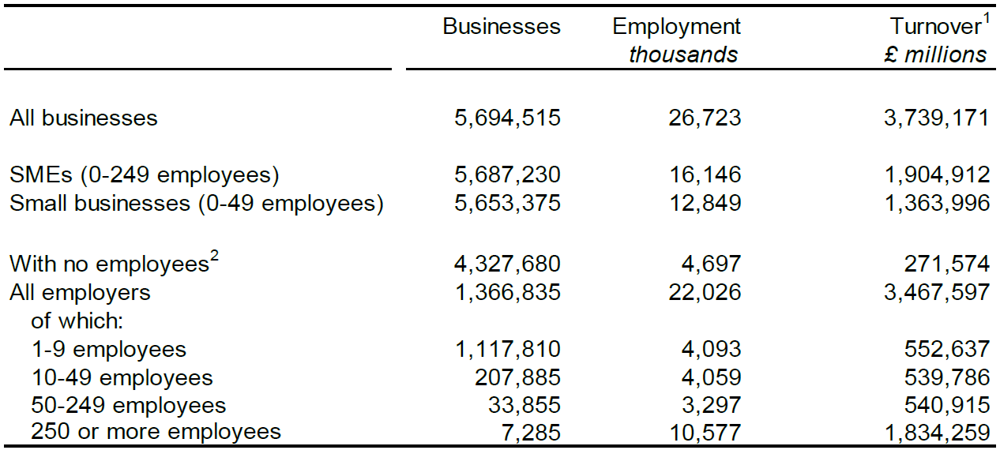 Businesses Employment Turnover1
thousands £ millions
All businesses 5,694,515 26,723 3,739,171
SMEs (0-249 employees) 5,687,230 16,146 1,904,912
Small businesses (0-49 employees) 5,653,375 12,849 1,363,996
With no employees2 4,327,680 4,697 271,574
All employers 1,366,835 22,026 3,467,597
of which:
1-9 employees 1,117,810 4,093 552,637
10-49 employees 207,885 4,059 539,786
50-249 employees 33,855 3,297 540,915
250 or more employees 7,285 10,577 1,834,259